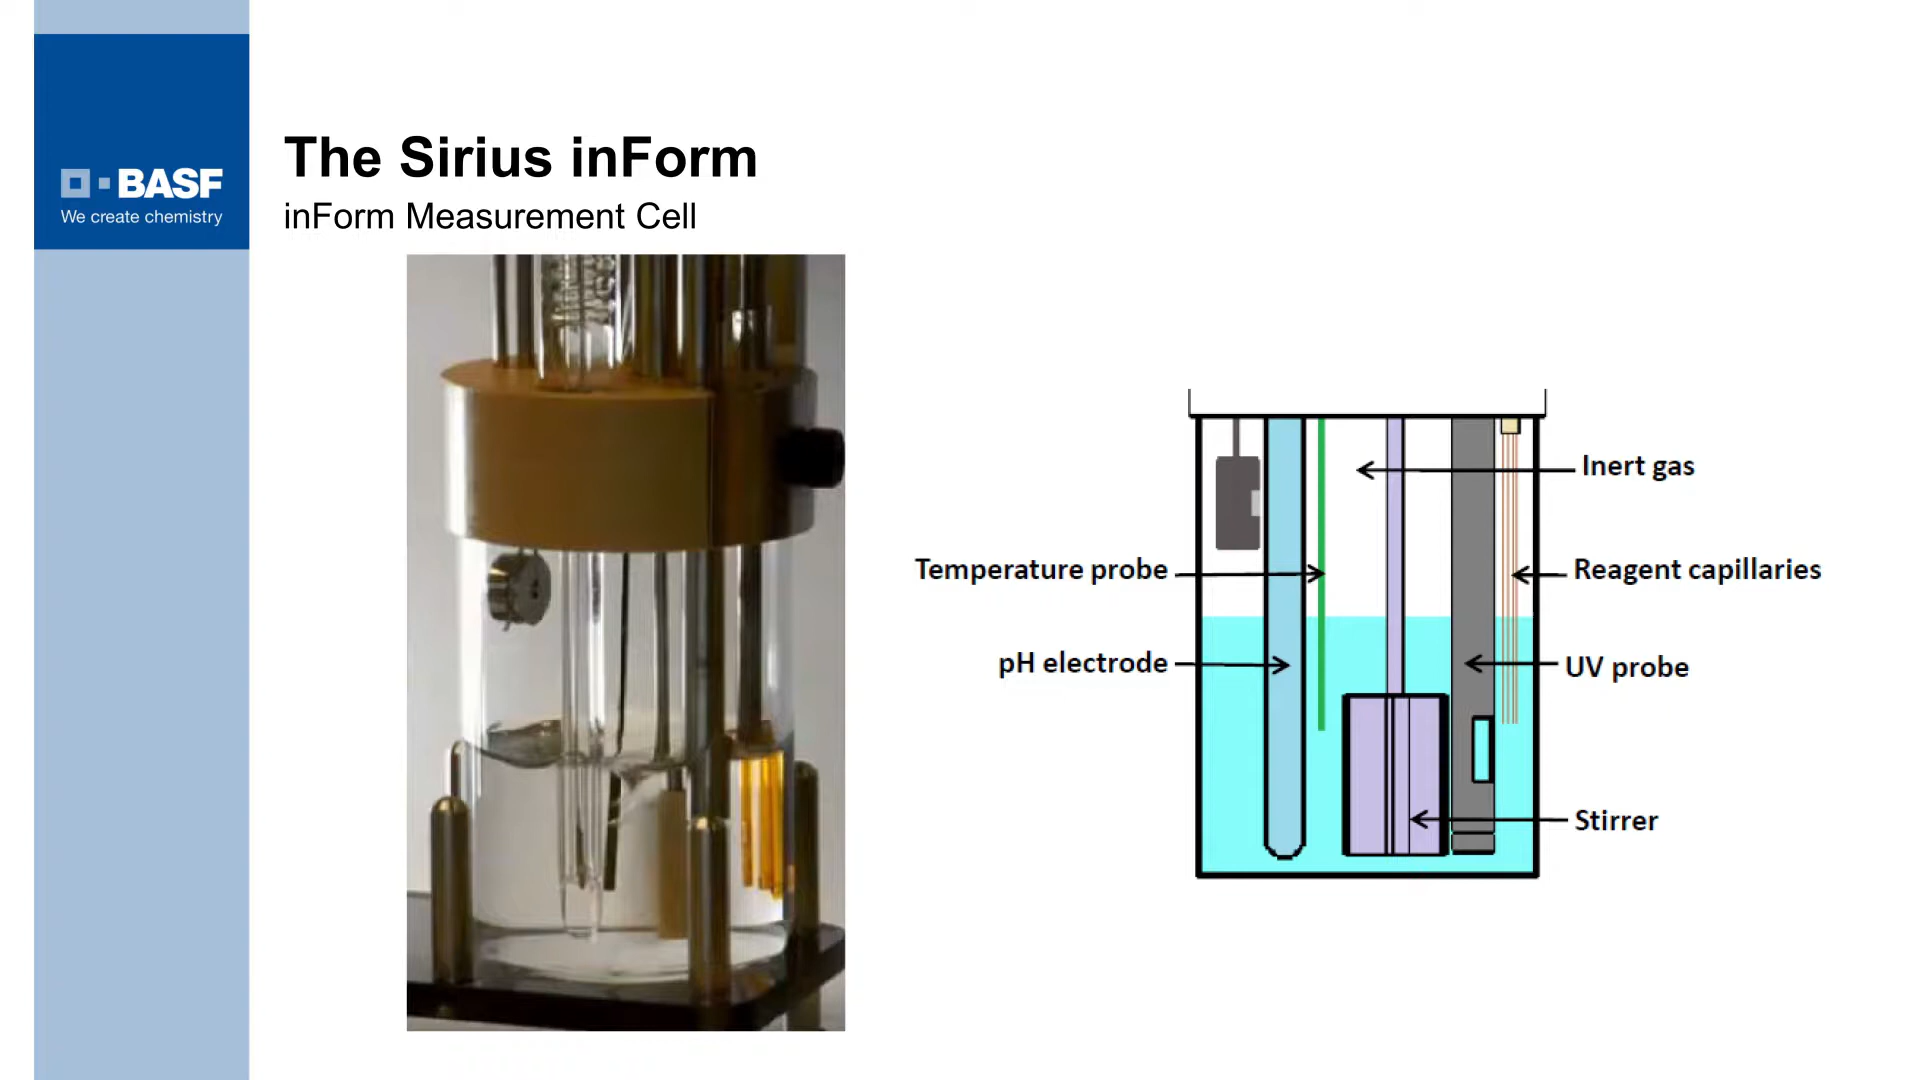 BASF
We create chemistry
The Sirius inForm
inForm Measurement Cell
Inert gas
Temperature probe
Reagent capillaries
pH electrode
UV probe
Stirrer